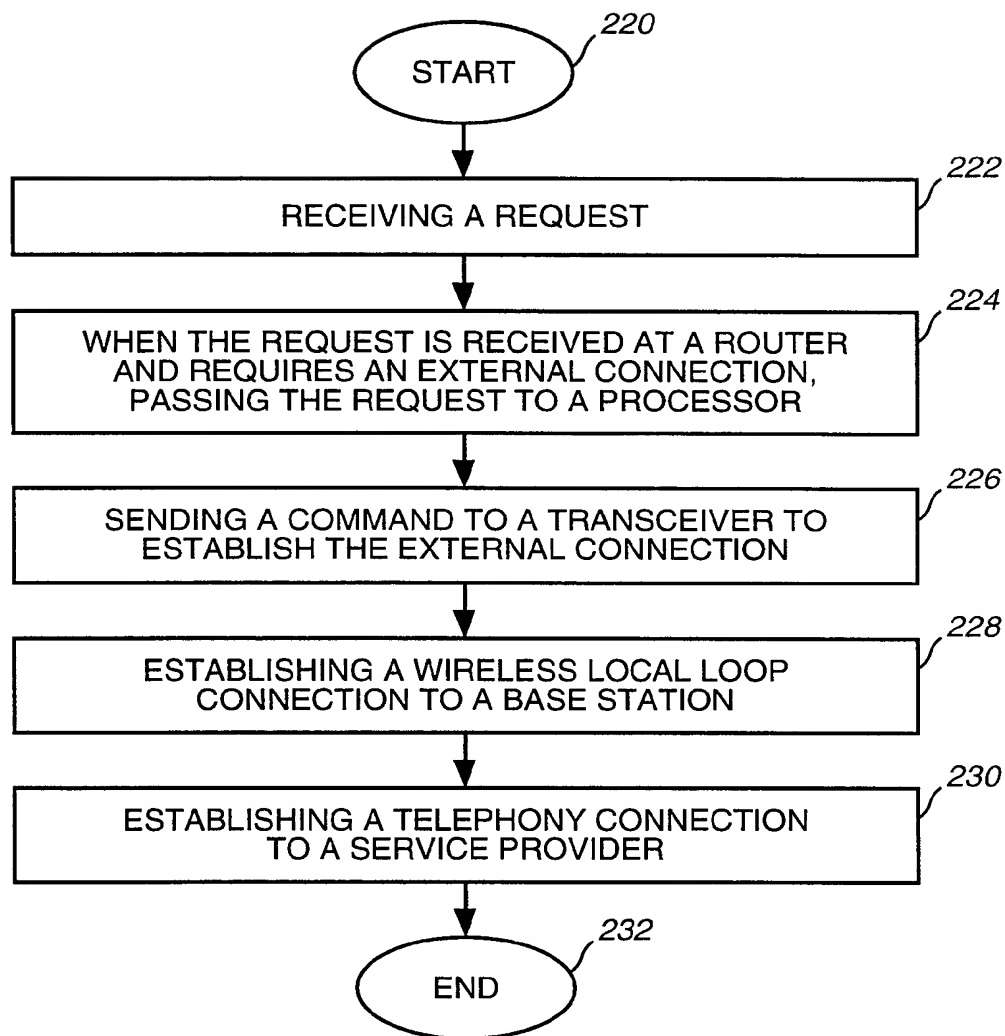 220
START
222
RECEIVING A REQUEST
224
WHEN THE REQUEST IS RECEIVED AT A ROUTER
AND REQUIRES AN EXTERNAL CONNECTION,
PASSING THE REQUEST TO A PROCESSOR
226
SENDING A COMMAND TO A TRANSCEIVER TO
ESTABLISH THE EXTERNAL CONNECTION
228
ESTABLISHING A WIRELESS LOCAL LOOP
CONNECTION TO A BASE STATION
230
ESTABLISHING A TELEPHONY CONNECTION
TO A SERVICE PROVIDER
232
END